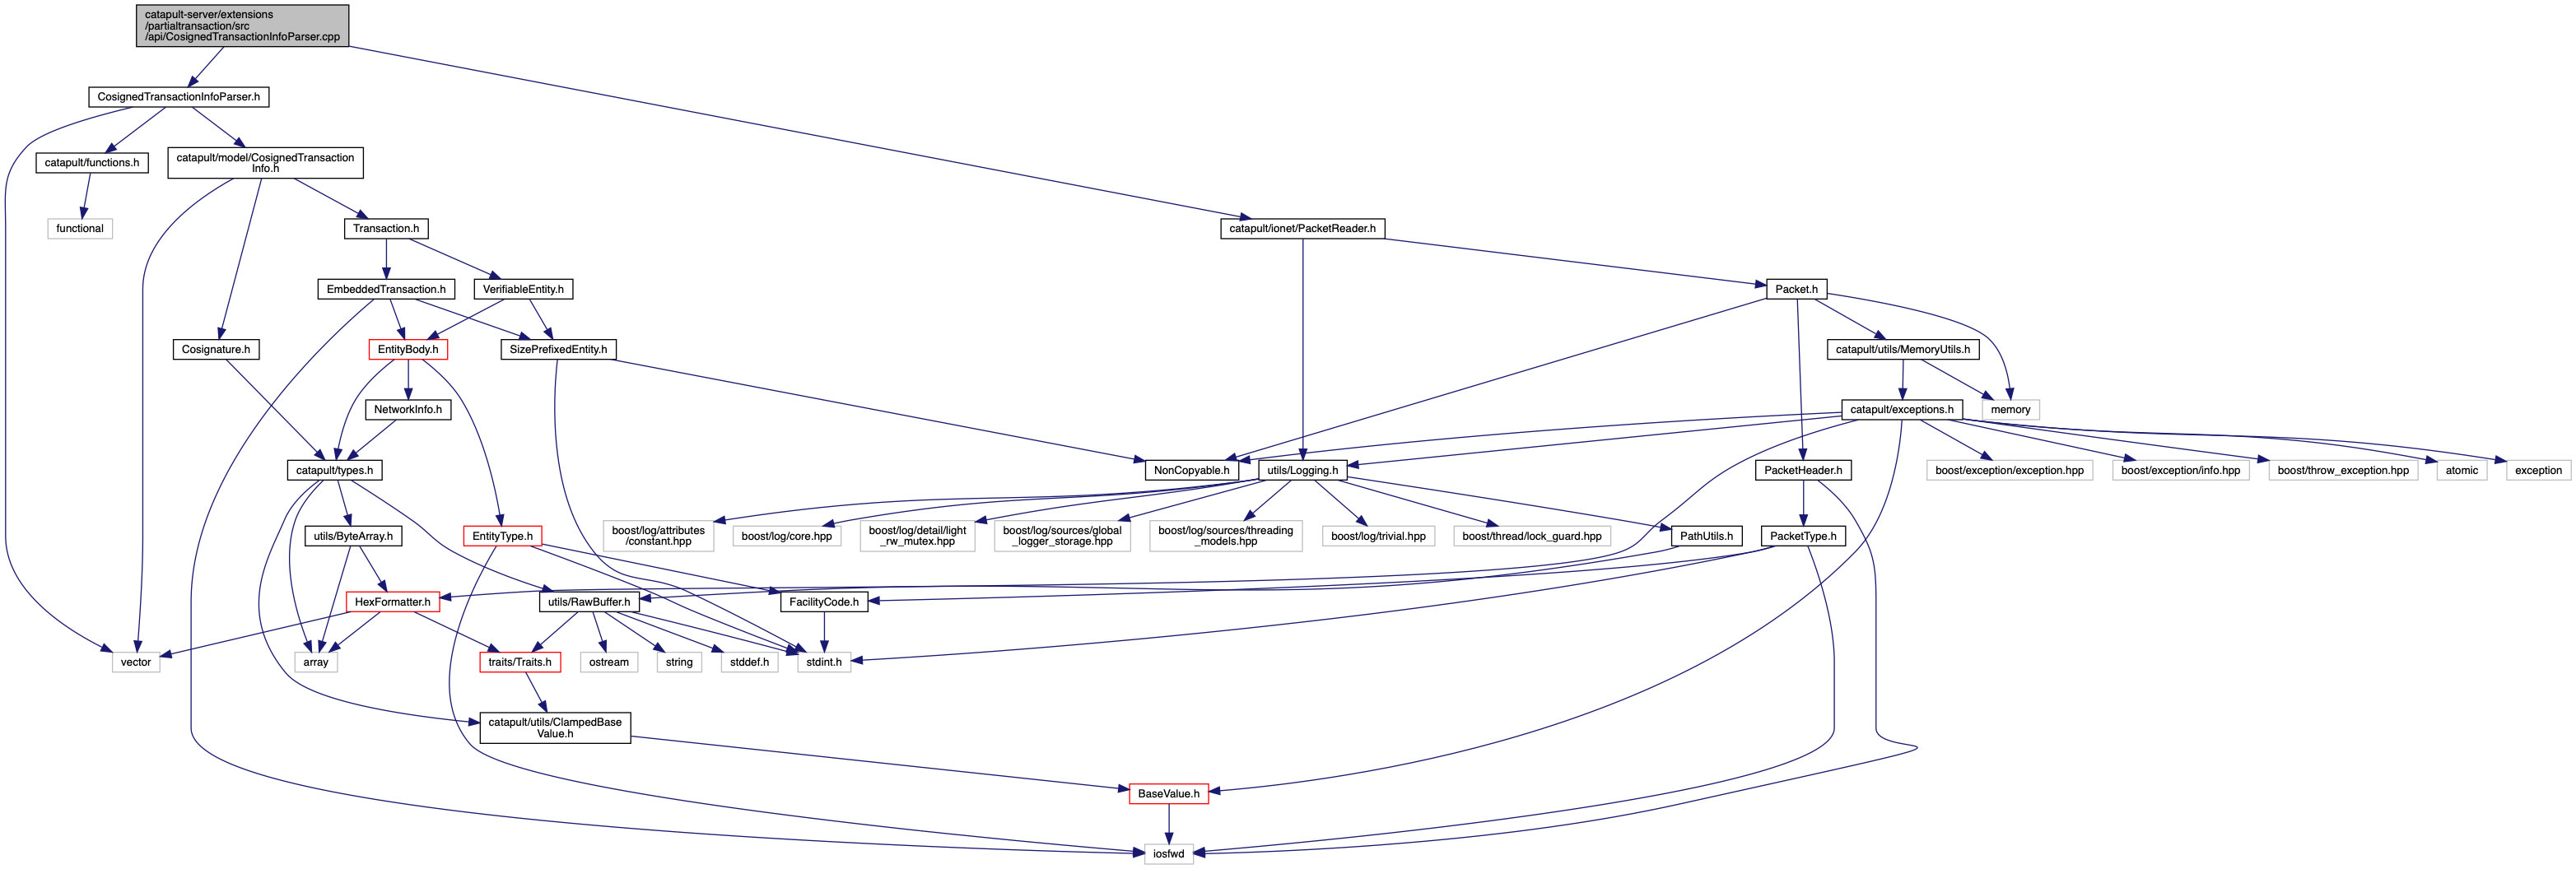 catapult-server/extensions
/partialtransaction/src
/api/CosignedTransactionInfoParser.cpp
CosignedTransactionInfoParser.h
catapult/functions.h
catapult/model/CosignedTransaction
Info.h
functional
Transaction.h
catapult/ionet/PacketReader.h
EmbeddedTransaction.h
VerifiableEntity.h
Packet.h
Cosignature.h
EntityBody.h
SizePrefixedEntity.h
catapult/utils/MemoryUtils.h
NetworkInfo.h
catapult/exceptions.h
memory
catapult/types.h
NonCopyable.h
utils/Logging.h
PacketHeader.h
boost/exception/exception.hpp
boost/exception/info.hpp
boost/throw_exception.hpp
atomic
exception
utils/ByteArray.h
EntityType.h
boost/log/attributes
/constant.hpp
boost/log/core.hpp
boost/log/detail/light
_rw_mutex.hpp
boost/log/sources/global
_logger_storage.hpp
boost/log/sources/threading
_models.hpp
boost/log/trivial.hpp
boost/thread/lock_guard.hpp
PathUtils.h
PacketType.h
HexFormatter.h
utils/RawBuffer.h
FacilityCode.h
vector
array
traits/Traits.h
ostream
string
stddef.h
stdint.h
catapult/utils/ClampedBase
Value.h
BaseValue.h
iosfwd